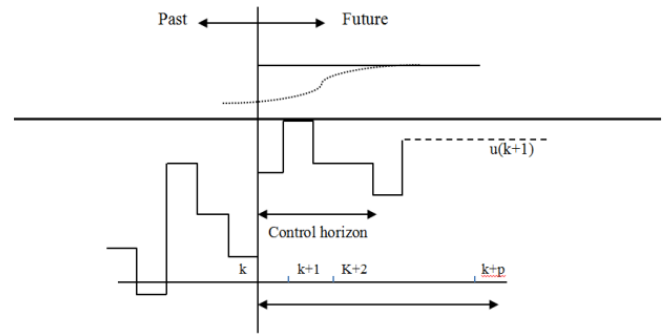 Past Future
u(k+1)
Control horizon
k k+1 K+2 k+p